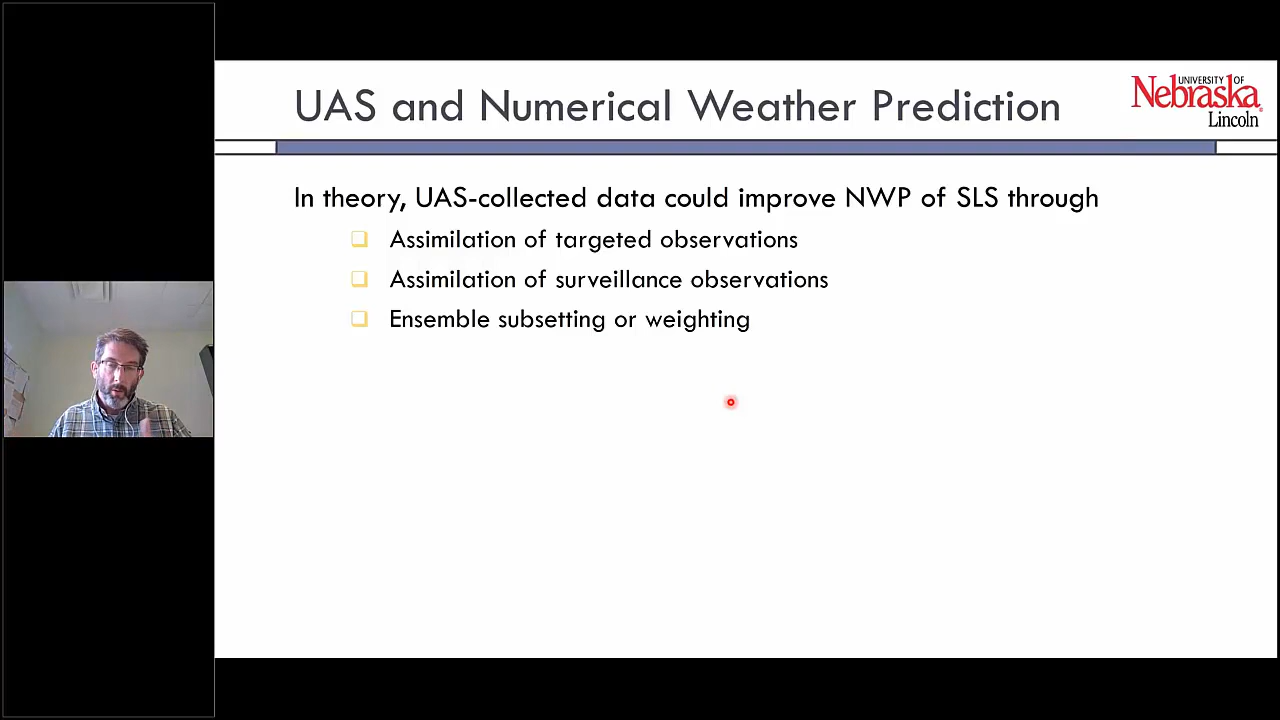 UAS and Numerical Weather Prediction
UNIVERSITY OF
Nebraska
Lincoln
In theory, UAS-collected data could improve NWP of SLS through
Assimilation of targeted observations
Assimilation of surveillance observations
Ensemble subsetting or weighting